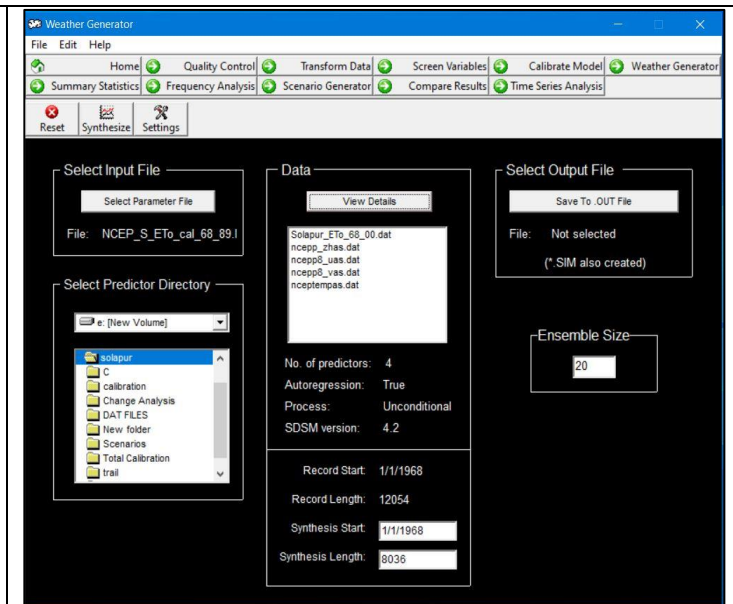 Weather Generator
File Edit Help
Home Quality Control Transform Data Screen Variables Calibrate Model Weather Generator
Summary Statistics Frequency Analysis Scenario Generator Compare Results Time Series Analysis
Reset Synthesize Settings
Select Input File
Select Parameter File
File: NCEP_S_ETo_cal_68_89.
Select Predictor Directory
e: [New Volume]
solapur
C
calibration
Change Analysis
DAT FILES
New folder
Scenarios
Total Calibration
trail
Data
View Details
Solapur_ETo_68_00.dat
ncepp_zhas.dat
ncepp8_uas.dat
ncepp8_vas.dat
nceptempas.dat
No. of predictors: 4
Autoregression: True
Process: Unconditional
SDSM version: 4.2
Record Start: 1/1/1968
Record Length: 12054
Synthesis Start: 1/1/1968
Synthesis Length: 8036
Select Output File
Save To .OUT File
File: Not selected
(*.SIM also created)
Ensemble Size
20